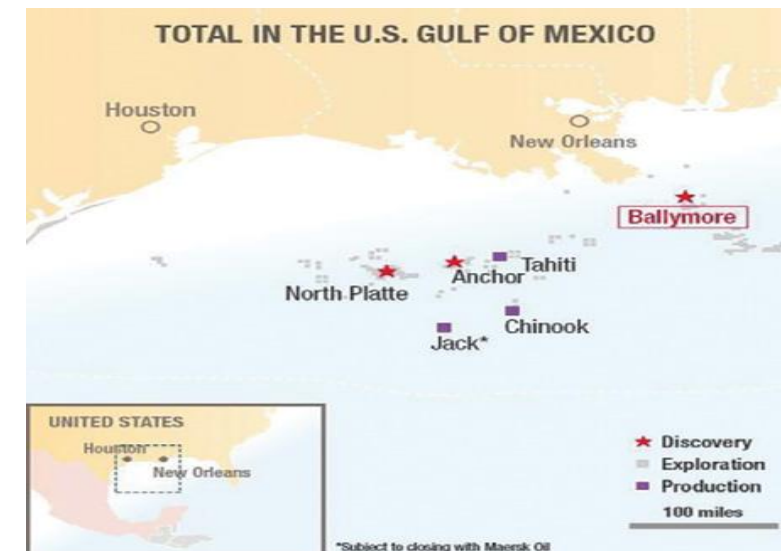 TOTAL IN THE U.S. GULF OF MEXICO
Houston
New Orleans
Ballymore
Tahiti
Anchor
North Platte
Chinook
Jack*
UNITED STATES
Houston
New Orleans
Discovery
Exploration
Production
100 miles
*Subject to closing with Maersk Oil